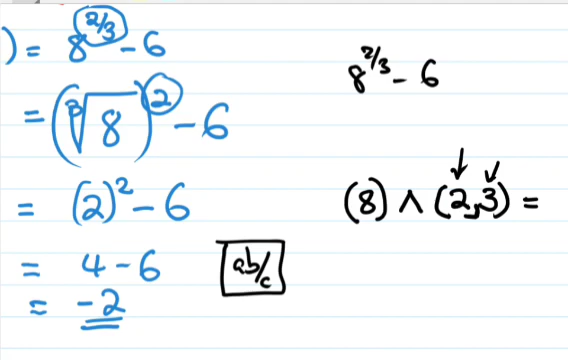 ) = 8^{2/3} - 6
= (∛8)^2 - 6
= (2)^2 - 6
= 4 - 6
= -2
8^{2/3} - 6
(8) ∧ (2,3) =
ab/c